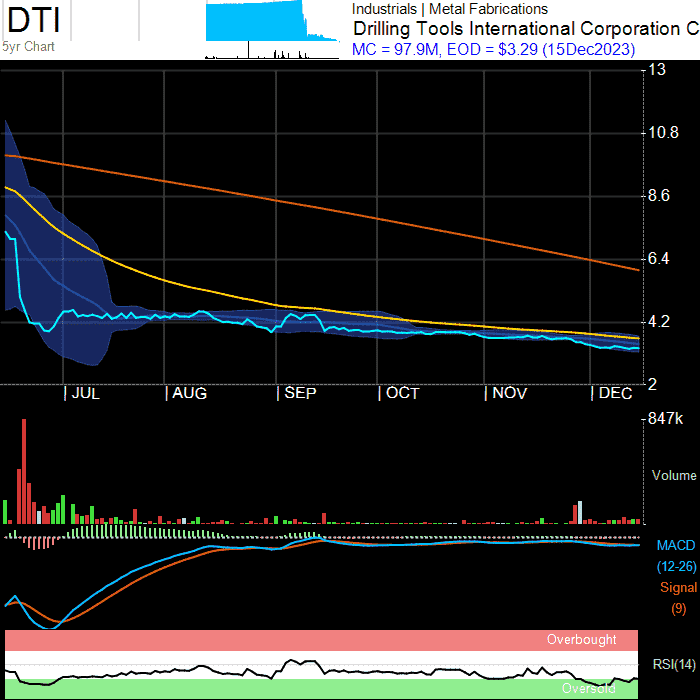 DTI
5yr Chart
Industrials | Metal Fabrications
Drilling Tools International Corporation C
MC = 97.9M, EOD = $3.29 (15Dec2023)
13
10.8
8.6
6.4
4.2
2
| JUL | AUG | SEP | OCT | NOV | DEC
847k
Volume
MACD
(12-26)
Signal
(9)
Overbought
RSI(14)
Oversold